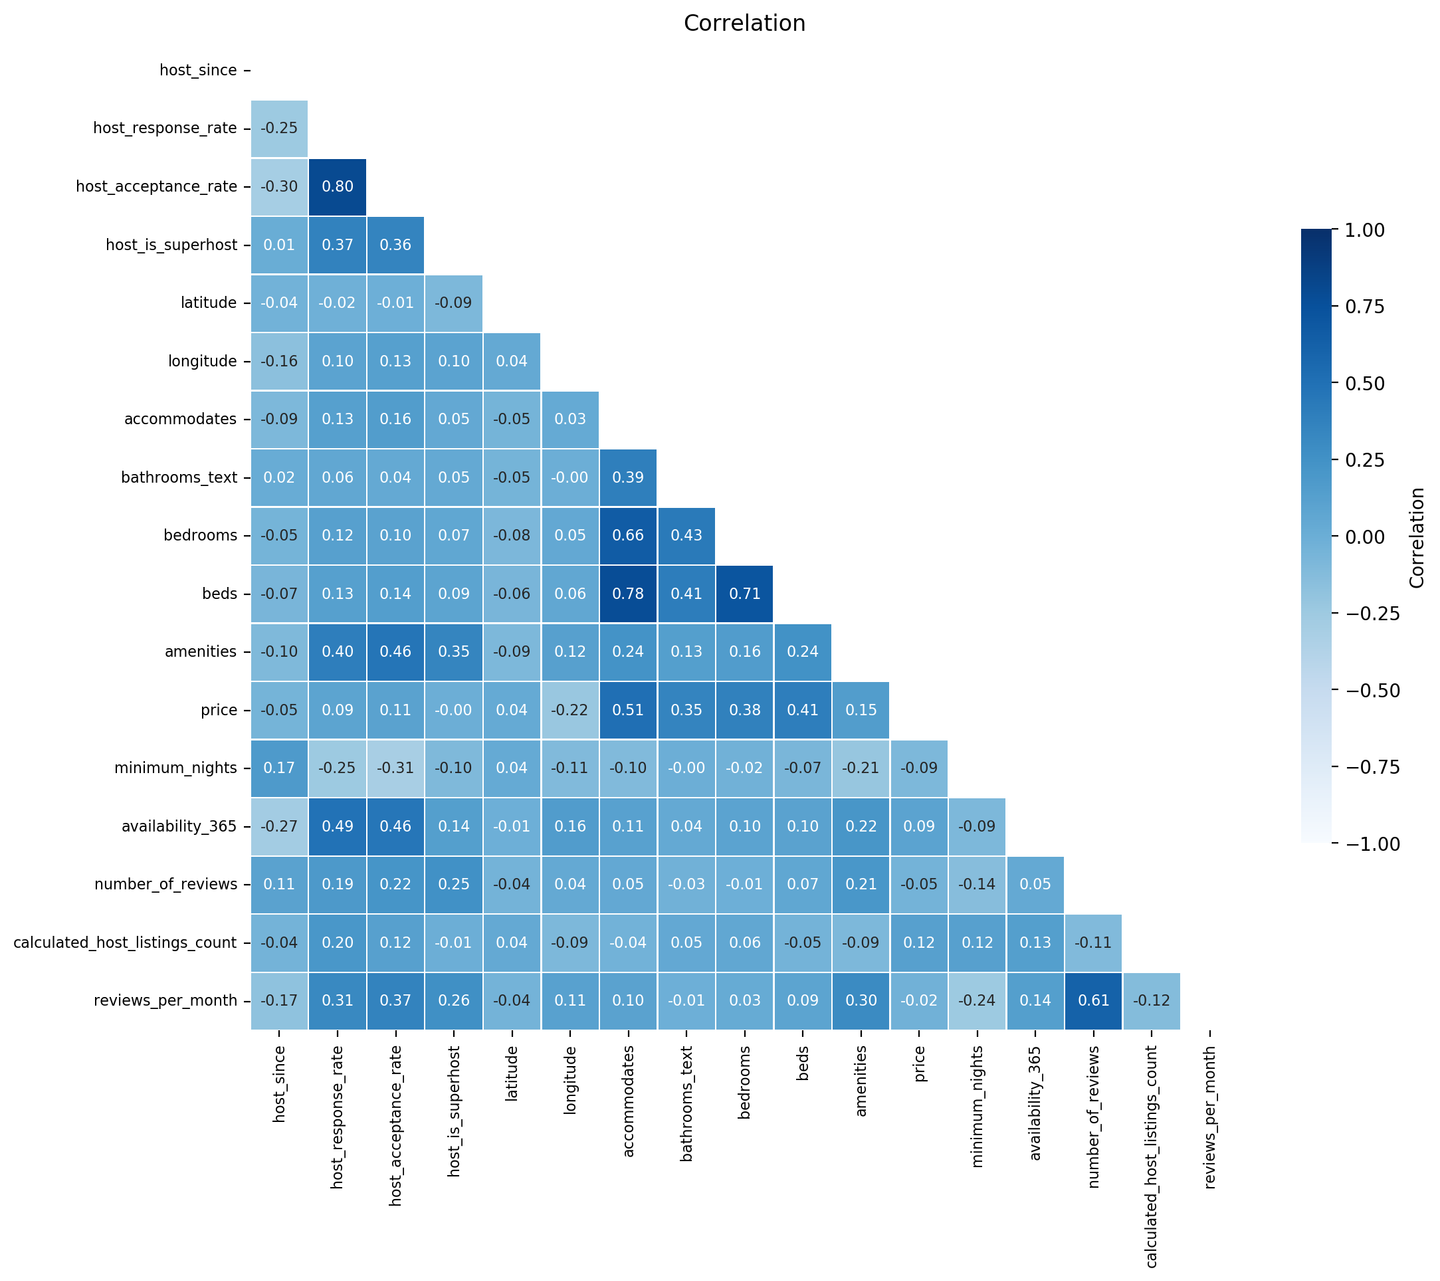 Correlation
host_since
host_response_rate -0.25
host_acceptance_rate -0.30 0.80
host_is_superhost 0.01 0.37 0.36
latitude -0.04 -0.02 -0.01 -0.09
longitude -0.16 0.10 0.13 0.10 0.04
accommodates -0.09 0.13 0.16 0.05 -0.05 0.03
bathrooms_text 0.02 0.06 0.04 0.05 -0.05 -0.00 0.39
bedrooms -0.05 0.12 0.10 0.07 -0.08 0.05 0.66 0.43
beds -0.07 0.13 0.14 0.09 -0.06 0.06 0.78 0.41 0.71
amenities -0.10 0.40 0.46 0.35 -0.09 0.12 0.24 0.13 0.16 0.24
price -0.05 0.09 0.11 -0.00 0.04 -0.22 0.51 0.35 0.38 0.41 0.15
minimum_nights 0.17 -0.25 -0.31 -0.10 0.04 -0.11 -0.10 -0.00 -0.02 -0.07 -0.21 -0.09
availability_365 -0.27 0.49 0.46 0.14 -0.01 0.16 0.11 0.04 0.10 0.10 0.22 0.09 -0.09
number_of_reviews 0.11 0.19 0.22 0.25 -0.04 0.04 0.05 -0.03 -0.01 0.07 0.21 -0.05 -0.14 0.05
calculated_host_listings_count -0.04 0.20 0.12 -0.01 0.04 -0.09 -0.04 0.05 0.06 -0.05 -0.09 0.12 0.12 0.13 -0.11
reviews_per_month -0.17 0.31 0.37 0.26 -0.04 0.11 0.10 -0.01 0.03 0.09 0.30 -0.02 -0.24 0.14 0.61 -0.12
host_since
host_response_rate
host_acceptance_rate
host_is_superhost
latitude
longitude
accommodates
bathrooms_text
bedrooms
beds
amenities
price
minimum_nights
availability_365
number_of_reviews
calculated_host_listings_count
reviews_per_month
1.00
0.75
0.50
0.25
0.00
−0.25
−0.50
−0.75
−1.00
Correlation